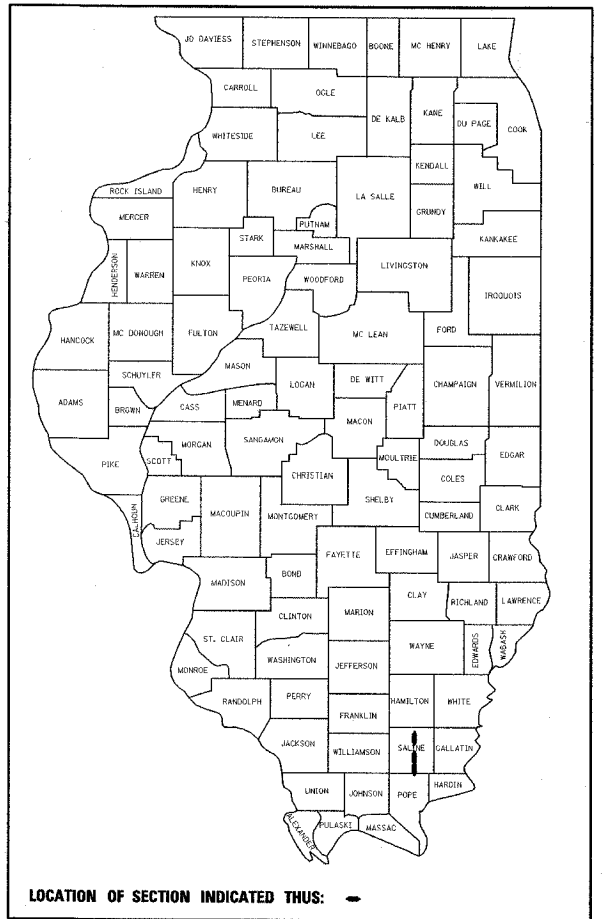 JO DAVIESS STEPHENSON WINNEBAGO BOONE MC HENRY LAKE
CARROLL OGLE DE KALB KANE DU PAGE COOK
WHITESIDE LEE
KENDALL WILL
ROCK ISLAND HENRY BUREAU LA SALLE GRUNDY
MERCER PUTNAM
STARK MARSHALL KANKAKEE
HENDERSON WARREN KNOX PEORIA WOODFORD LIVINGSTON IROQUOIS
HANCOCK MC DONOUGH FULTON TAZEWELL MC LEAN FORD
SCHUYLER MASON LOGAN DE WITT CHAMPAIGN VERMILION
ADAMS BROWN CASS MENARD MACON PIATT
PIKE SCOTT MORGAN SANGAMON MOULTRIE DOUGLAS EDGAR
CHRISTIAN COLES
CALHOUN GREENE MACOUPIN MONTGOMERY SHELBY CUMBERLAND CLARK
JERSEY FAYETTE EFFINGHAM JASPER CRAWFORD
MADISON BOND CLAY RICHLAND LAWRENCE
CLINTON MARION
ST. CLAIR WASHINGTON JEFFERSON WAYNE EDWARDS WABASH
MONROE
RANDOLPH PERRY FRANKLIN HAMILTON WHITE
JACKSON WILLIAMSON SALINE GALLATIN
UNION JOHNSON POPE HARDIN
ALEXANDER PULASKI MASSAC
LOCATION OF SECTION INDICATED THUS: